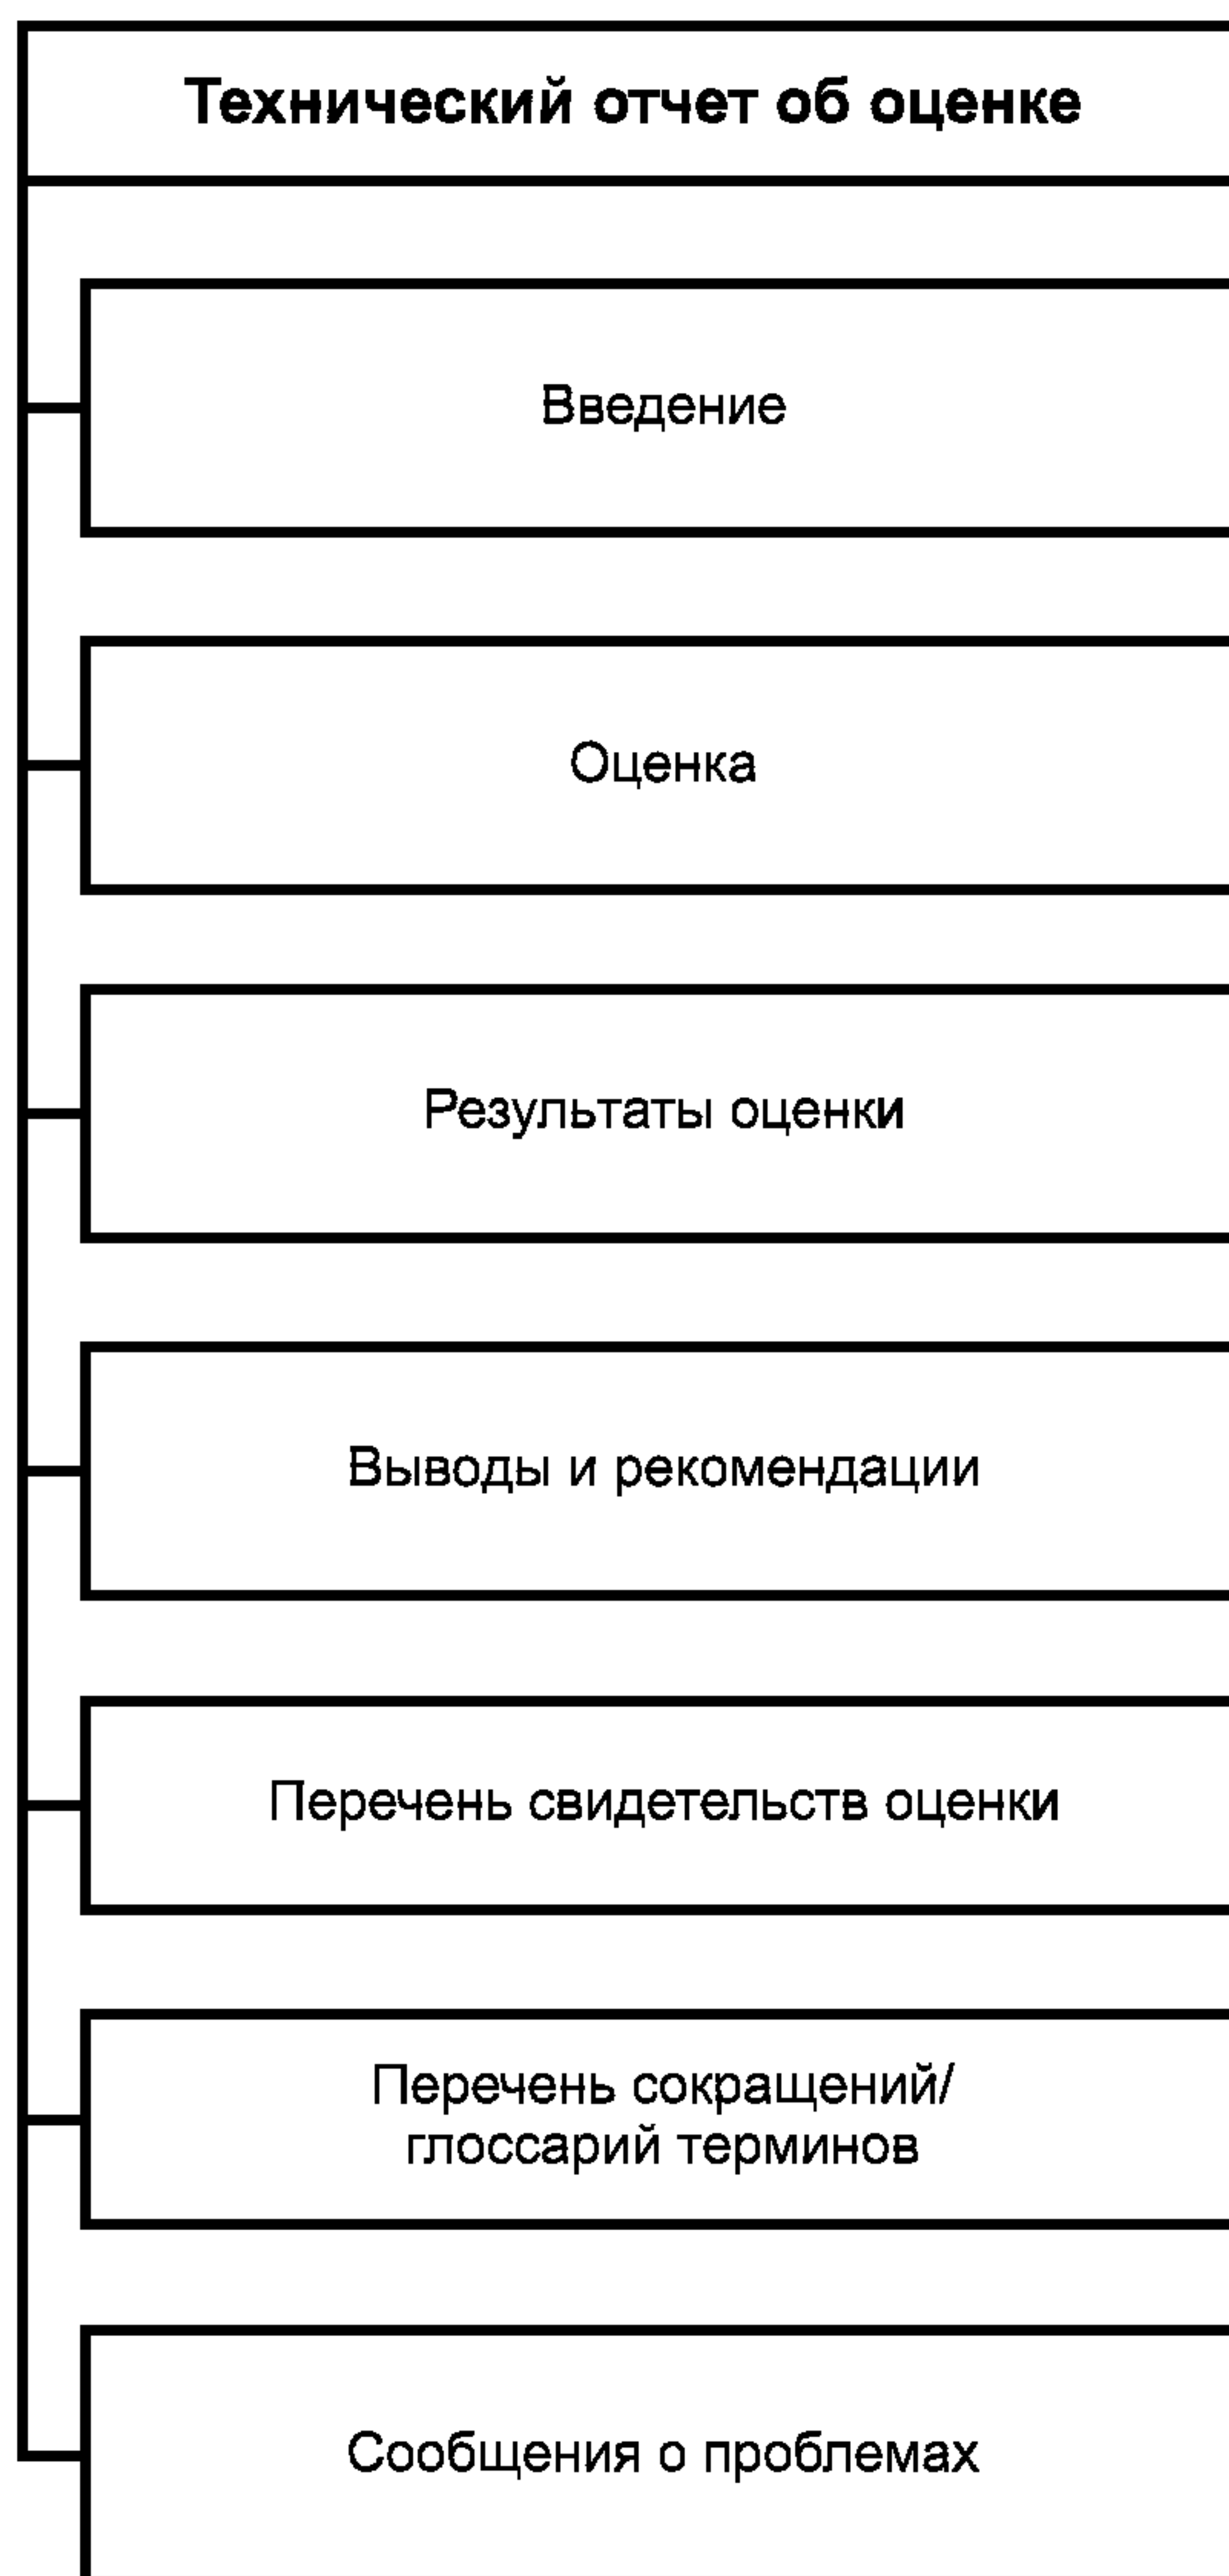 Технический отчет об оценке
Введение
Оценка
Результаты оценки
Выводы и рекомендации
Перечень свидетельств оценки
Перечень сокращений/
глоссарий терминов
Сообщения о проблемах